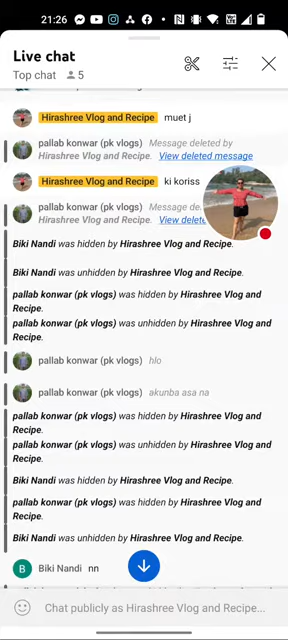 21:26
Live chat
Top chat 5
Hirashree Vlog and Recipe muet j
pallab konwar (pk vlogs) Message deleted by
Hirashree Vlog and Recipe. View deleted message
Hirashree Vlog and Recipe ki koriss
pallab konwar (pk vlogs) Message
Hirashree Vlog and Recipe. View
Biki Nandi was hidden by Hirashree Vlog and Recipe.
Biki Nandi was unhidden by Hirashree Vlog and Recipe.
pallab konwar (pk vlogs) was hidden by Hirashree Vlog and
Recipe.
pallab konwar (pk vlogs) was unhidden by Hirashree Vlog and
Recipe.
pallab konwar (pk vlogs) hlo
pallab konwar (pk vlogs) akunba asa na
pallab konwar (pk vlogs) was hidden by Hirashree Vlog and
Recipe.
pallab konwar (pk vlogs) was unhidden by Hirashree Vlog and
Recipe.
Biki Nandi was hidden by Hirashree Vlog and Recipe.
pallab konwar (pk vlogs) was hidden by Hirashree Vlog and
Recipe.
Biki Nandi was unhidden by Hirashree Vlog and Recipe.
B Biki Nandi nn
Chat publicly as Hirashree Vlog and Recipe...